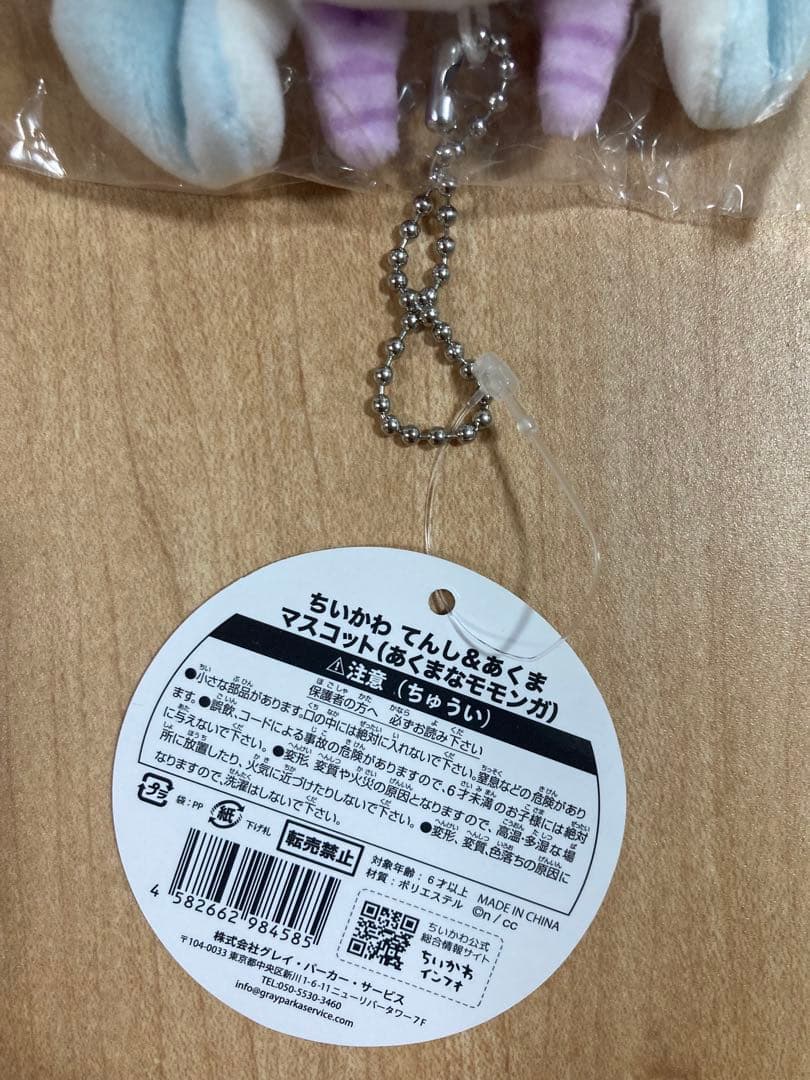 ちいかわ てんし&あくま
マスコット(あくまなモモンガ)
⚠注意 (ちゅうい)
保護者の方へ、必ずお読み下さい
●小さな部品があります。口の中には絶対に入れないで下さい。窒息などの危険があり
ます。●誤飲、コードによる事故の危険がありますので、6才未満のお子様には絶対
に与えないで下さい。●変形、変質や火災の原因となりますので、高温・多湿な場
所に放置したり、火気に近づけたりしないで下さい。●変形、変質、色落ちの原因に
なりますので、洗濯はしないで下さい。
プラ
袋:PP
紙
下げ札
転売禁止
対象年齢:6才以上
材質:ポリエステル
MADE IN CHINA
©n / cc
4 582662 984585
ちいかわ公式
総合情報サイト
ちいかわ
インフォ
株式会社グレイ・パーカー・サービス
〒104-0033 東京都中央区新川1-6-11ニューリバータワー7F
TEL:050-5530-3460
info@grayparkaservice.com